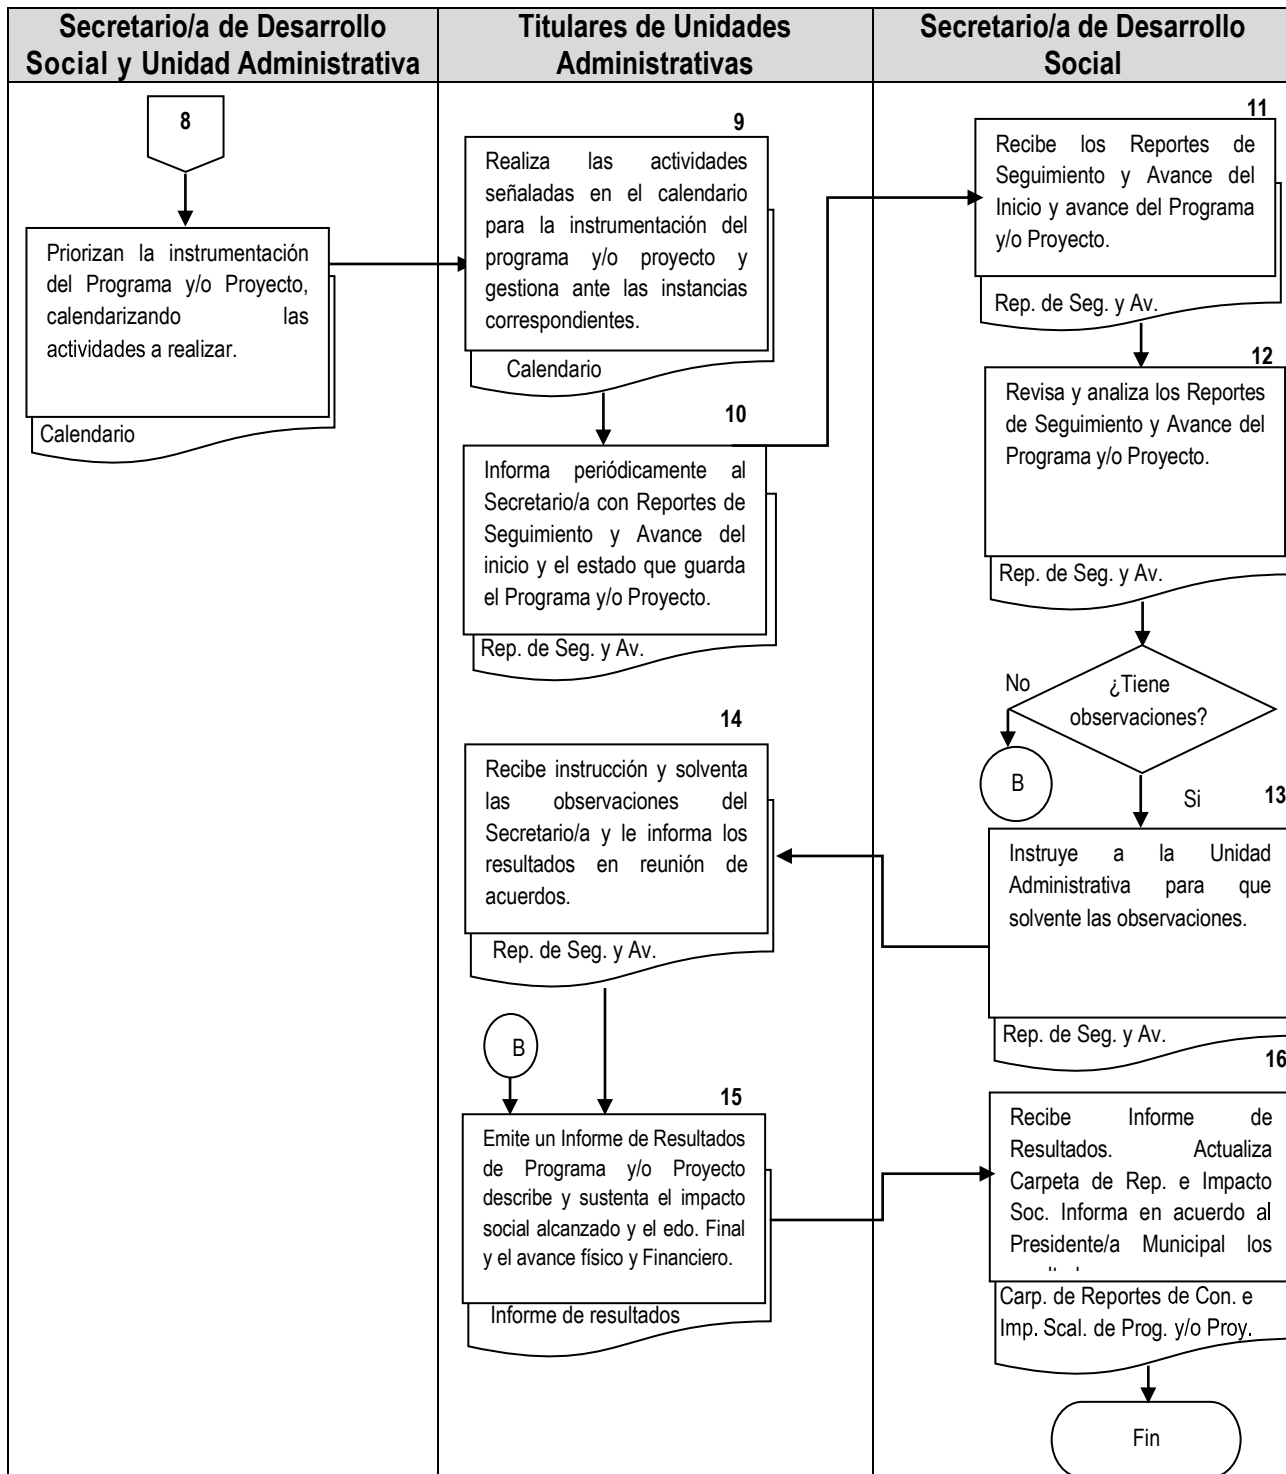 Secretario/a de Desarrollo
Social y Unidad Administrativa
Titulares de Unidades
Administrativas
Secretario/a de Desarrollo
Social
8
Priorizan la instrumentación
del Programa y/o Proyecto,
calendarizando las
actividades a realizar.
Calendario
9
Realiza las actividades
señaladas en el calendario
para la instrumentación del
programa y/o proyecto y
gestiona ante las instancias
correspondientes.
Calendario
10
Informa periódicamente al
Secretario/a con Reportes de
Seguimiento y Avance del
inicio y el estado que guarda
el Programa y/o Proyecto.
Rep. de Seg. y Av.
11
Recibe los Reportes de
Seguimiento y Avance del
Inicio y avance del Programa
y/o Proyecto.
Rep. de Seg. y Av.
12
Revisa y analiza los Reportes
de Seguimiento y Avance del
Programa y/o Proyecto.
Rep. de Seg. y Av.
¿Tiene
observaciones?
No
B
Si
13
Instruye a la Unidad
Administrativa para que
solvente las observaciones.
Rep. de Seg. y Av.
14
Recibe instrucción y solventa
las observaciones del
Secretario/a y le informa los
resultados en reunión de
acuerdos.
Rep. de Seg. y Av.
B
15
Emite un Informe de Resultados
de Programa y/o Proyecto
describe y sustenta el impacto
social alcanzado y el edo. Final
y el avance físico y Financiero.
Informe de resultados
16
Recibe Informe de
Resultados. Actualiza
Carpeta de Rep. e Impacto
Soc. Informa en acuerdo al
Presidente/a Municipal los
Carp. de Reportes de Con. e
Imp. Scal. de Prog. y/o Proy.
Fin